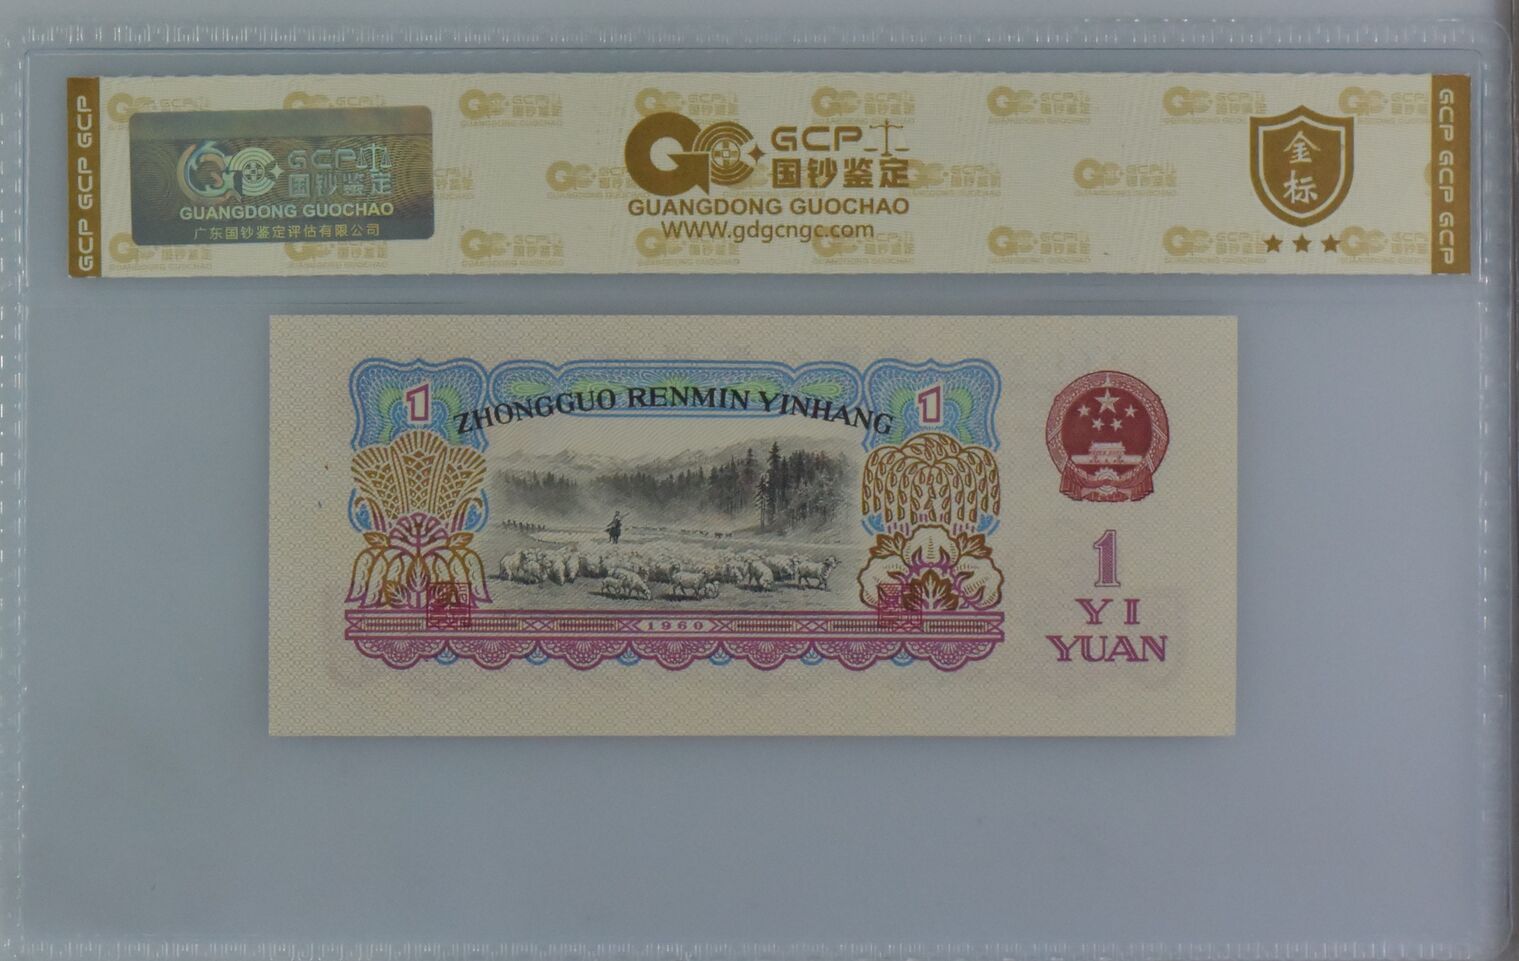 GCP GCP GCP
GCP
国钞鉴定
GUANGDONG GUOCHAO
广东国钞鉴定评估有限公司
GCP
国钞鉴定
GUANGDONG GUOCHAO
WWW.gdgcngc.com
金
标
GCP GCP GCP
1
ZHONGGUO RENMIN YINHANG
1
1960
1
YI
YUAN